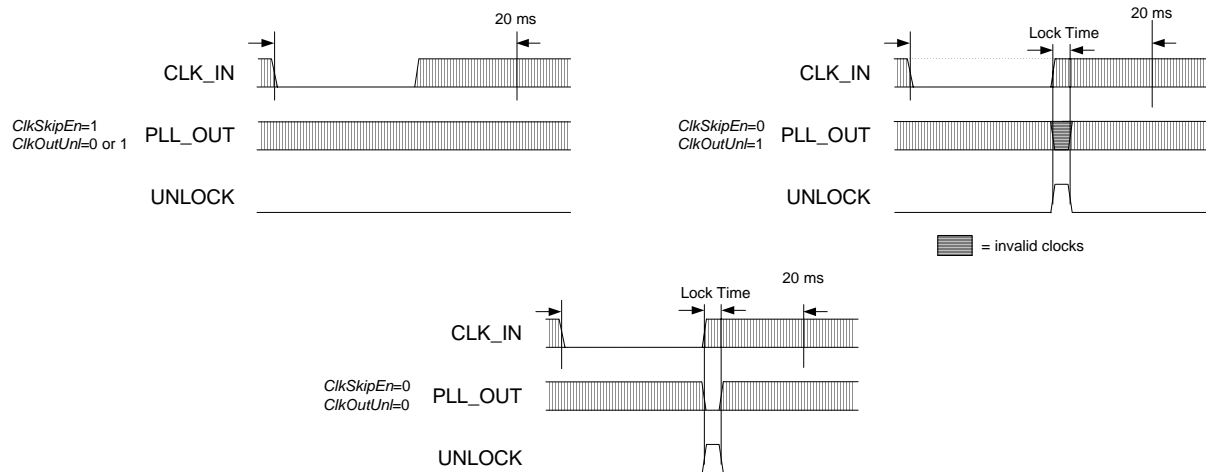 20 ms
CLK_IN
ClkSkipEn=1
ClkOutUnl=0 or 1
PLL_OUT
UNLOCK
20 ms
Lock Time
CLK_IN
ClkSkipEn=0
ClkOutUnl=1
PLL_OUT
UNLOCK
= invalid clocks
20 ms
Lock Time
CLK_IN
ClkSkipEn=0
ClkOutUnl=0
PLL_OUT
UNLOCK